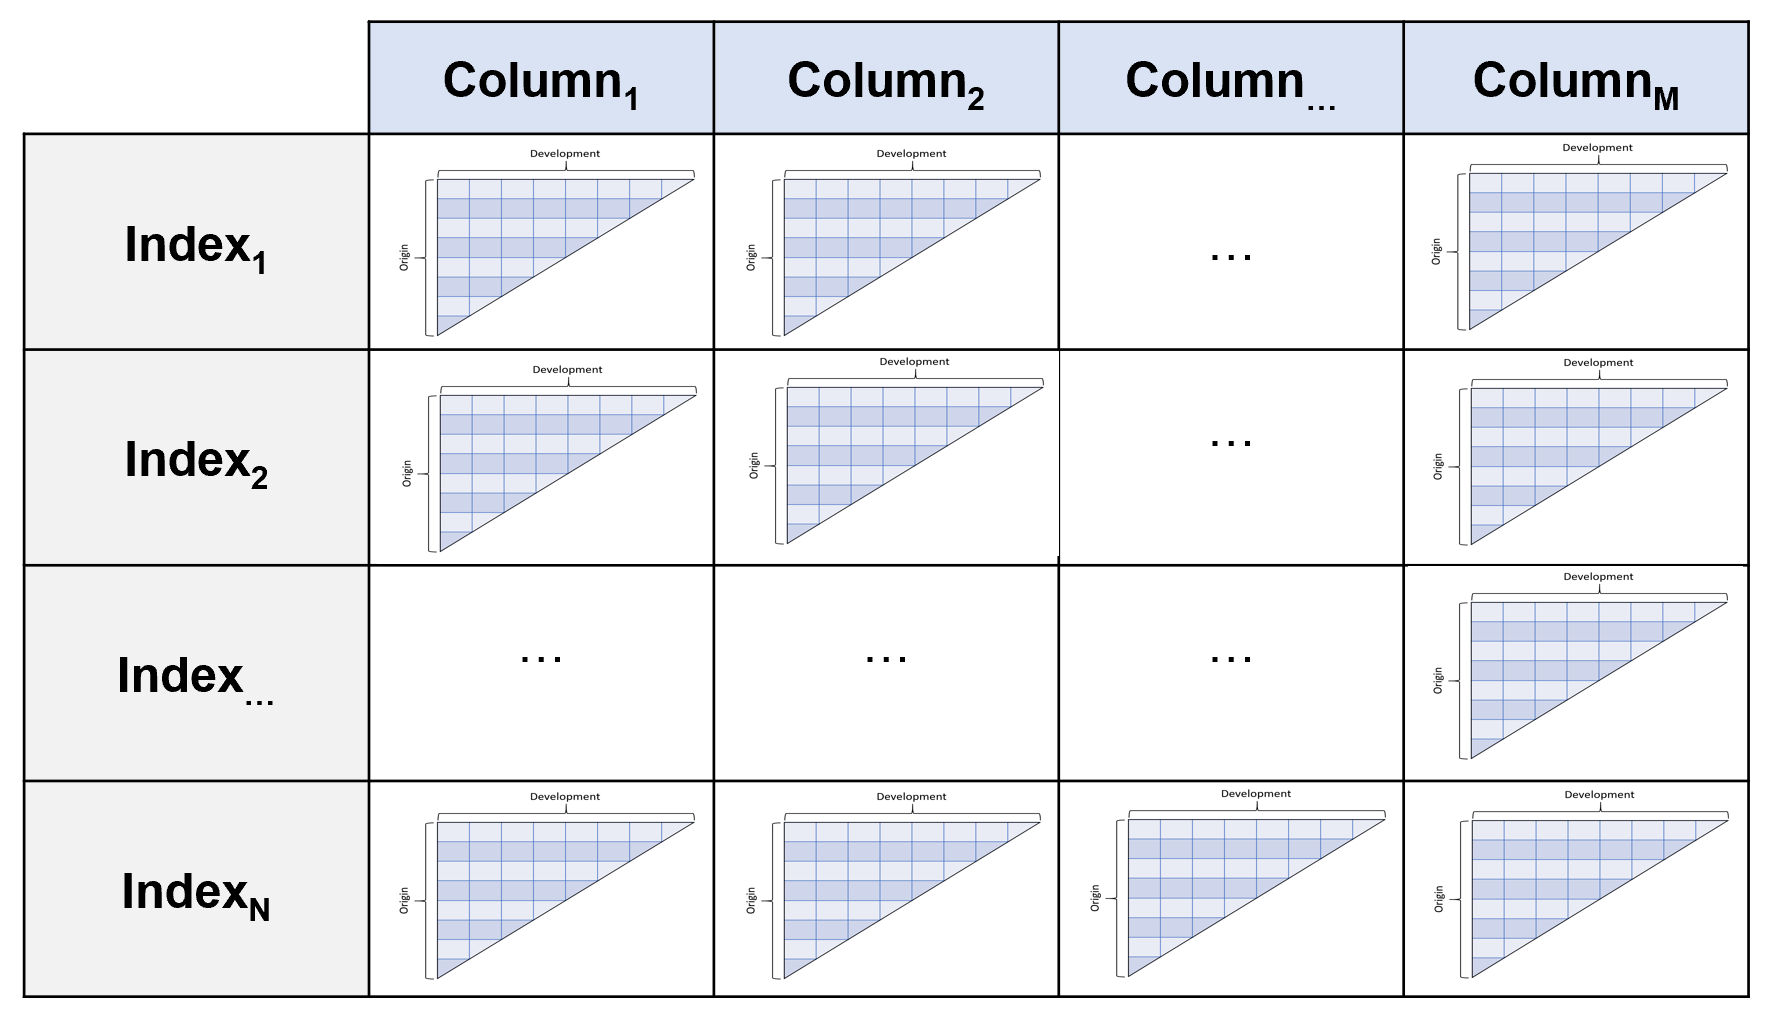 Column1 Column2 Column... ColumnM
Index1
Development
Origin
Development
Origin
...
Development
Origin
Index2
Development
Origin
Development
Origin
...
Development
Origin
Index...
...
...
...
Development
Origin
IndexN
Development
Origin
Development
Origin
Development
Origin
Development
Origin